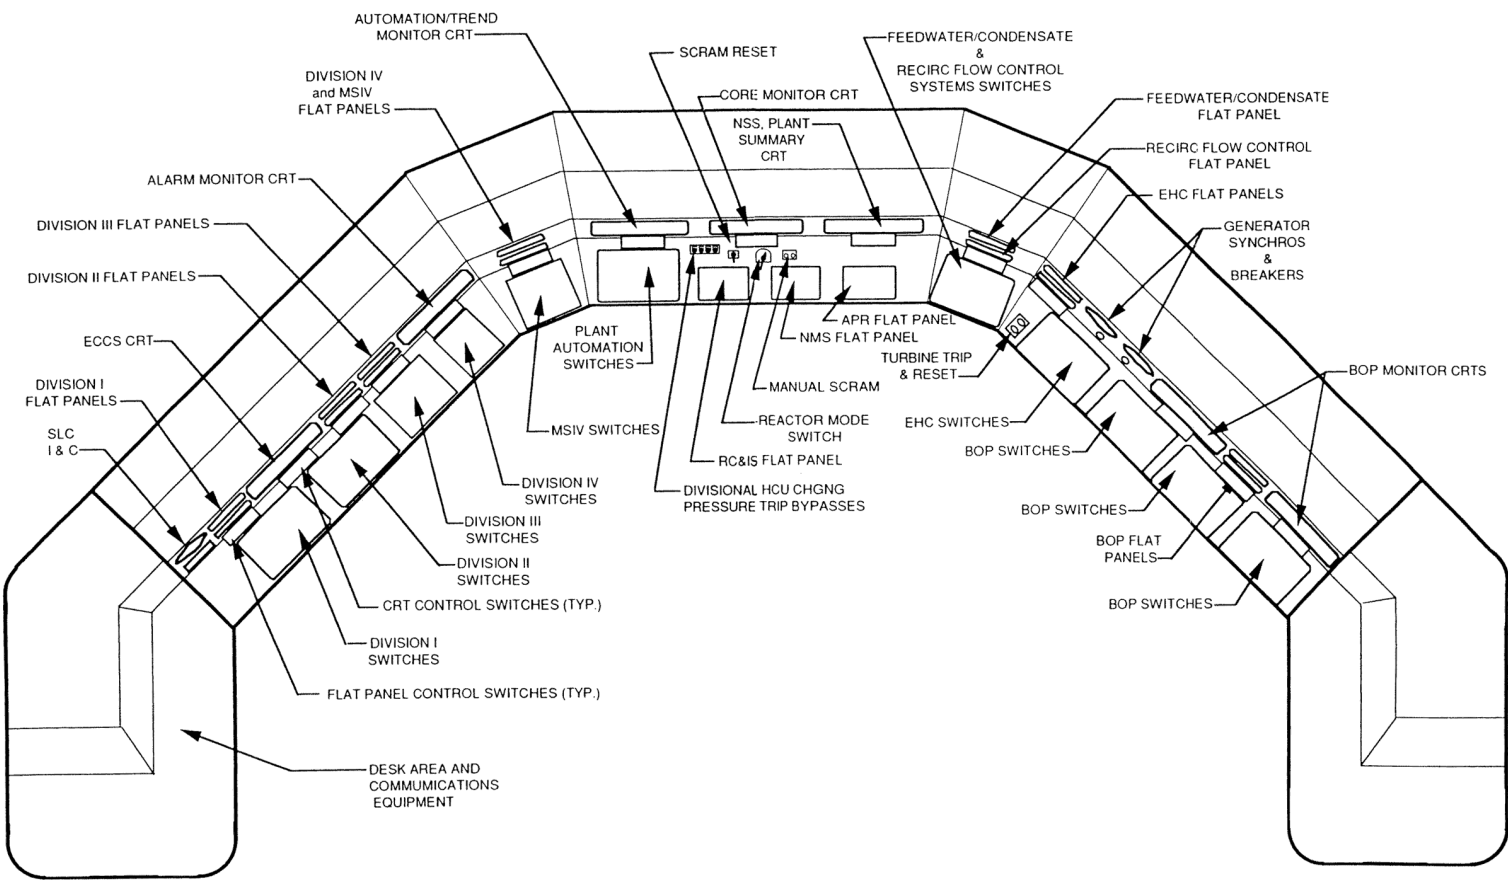 AUTOMATION/TREND
MONITOR CRT
SCRAM RESET
FEEDWATER/CONDENSATE
&
RECIRC FLOW CONTROL
SYSTEMS SWITCHES
DIVISION IV
and MSIV
FLAT PANELS
CORE MONITOR CRT
NSS, PLANT
SUMMARY
CRT
FEEDWATER/CONDENSATE
FLAT PANEL
RECIRC FLOW CONTROL
FLAT PANEL
ALARM MONITOR CRT
EHC FLAT PANELS
DIVISION III FLAT PANELS
GENERATOR
SYNCHROS
&
BREAKERS
DIVISION II FLAT PANELS
ECCS CRT
PLANT
AUTOMATION
SWITCHES
APR FLAT PANEL
NMS FLAT PANEL
TURBINE TRIP
& RESET
BOP MONITOR CRTS
DIVISION I
FLAT PANELS
MANUAL SCRAM
SLC
I & C
MSIV SWITCHES
REACTOR MODE
SWITCH
EHC SWITCHES
BOP SWITCHES
RC&IS FLAT PANEL
DIVISION IV
SWITCHES
DIVISIONAL HCU CHGNG
PRESSURE TRIP BYPASSES
BOP SWITCHES
DIVISION III
SWITCHES
BOP FLAT
PANELS
DIVISION II
SWITCHES
CRT CONTROL SWITCHES (TYP.)
BOP SWITCHES
DIVISION I
SWITCHES
FLAT PANEL CONTROL SWITCHES (TYP.)
DESK AREA AND
COMMUMICATIONS
EQUIPMENT